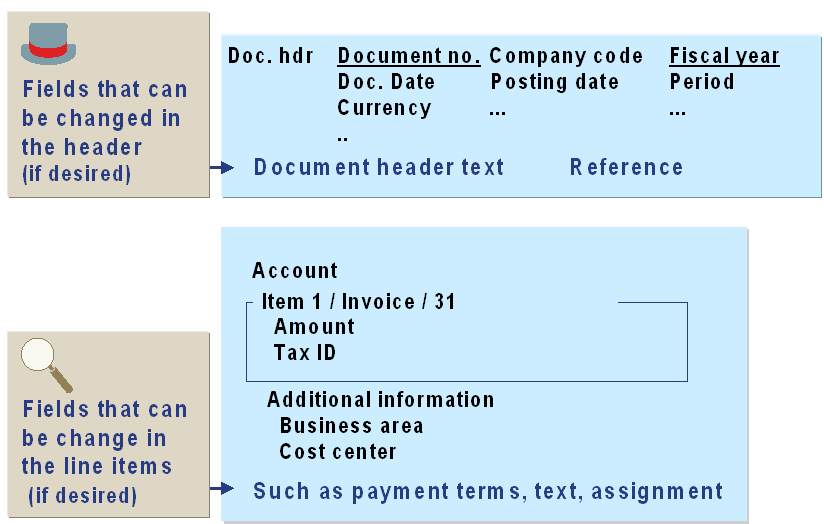 Fields that can
be changed in
the header
(if desired)
Doc. hdr Document no. Company code Fiscal year
Doc. Date Posting date Period
Currency ... ...
..
Document header text Reference
Fields that can
be change in
the line items
(if desired)
Account
Item 1 / Invoice / 31
Amount
Tax ID
Additional information
Business area
Cost center
Such as payment terms, text, assignment